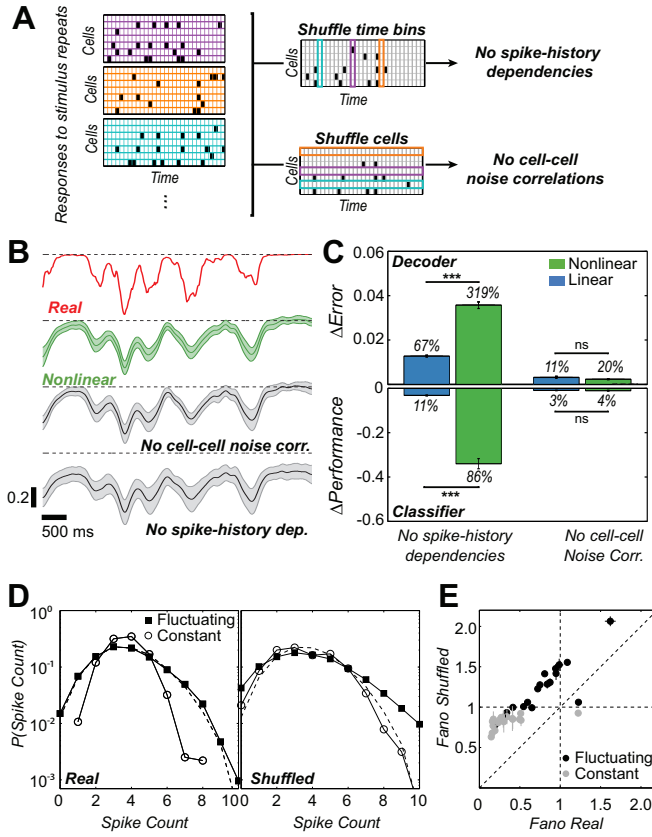 A
Responses to stimulus repeats
Cells
Cells
Cells
Time
...
Shuffle time bins
Cells
Time
No spike-history
dependencies
Shuffle cells
Cells
Time
No cell-cell
noise correlations
B
Real
Nonlinear
No cell-cell noise corr.
No spike-history dep.
0.2
500 ms
C
Decoder
Nonlinear
Linear
ΔError
0.06
0.04
0.02
0
67%
***
319%
11%
ns
20%
ΔPerformance
0
-0.2
-0.4
-0.6
11%
86%
***
3%
4%
ns
Classifier
No spike-history
dependencies
No cell-cell
Noise Corr.
D
P(Spike Count)
10⁰
10⁻¹
10⁻²
10⁻³
Fluctuating
Constant
Real
0 2 4 6 8 10
Spike Count
Shuffled
0 2 4 6 8 10
Spike Count
E
Fano Shuffled
2.0
1.5
1
0.5
Fluctuating
Constant
0 0.5 1.0 1.5 2.0
Fano Real